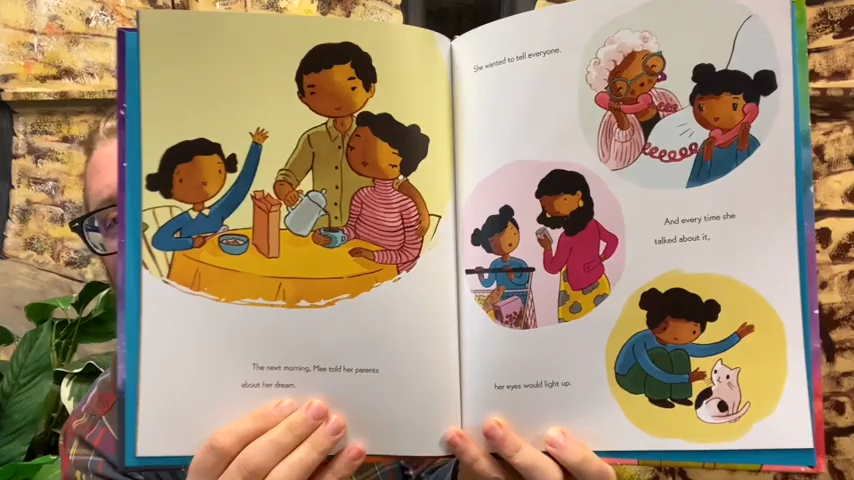 The next morning, Mae told her parents
about her dream.
She wanted to tell everyone.
And every time she
talked about it,
her eyes would light up.